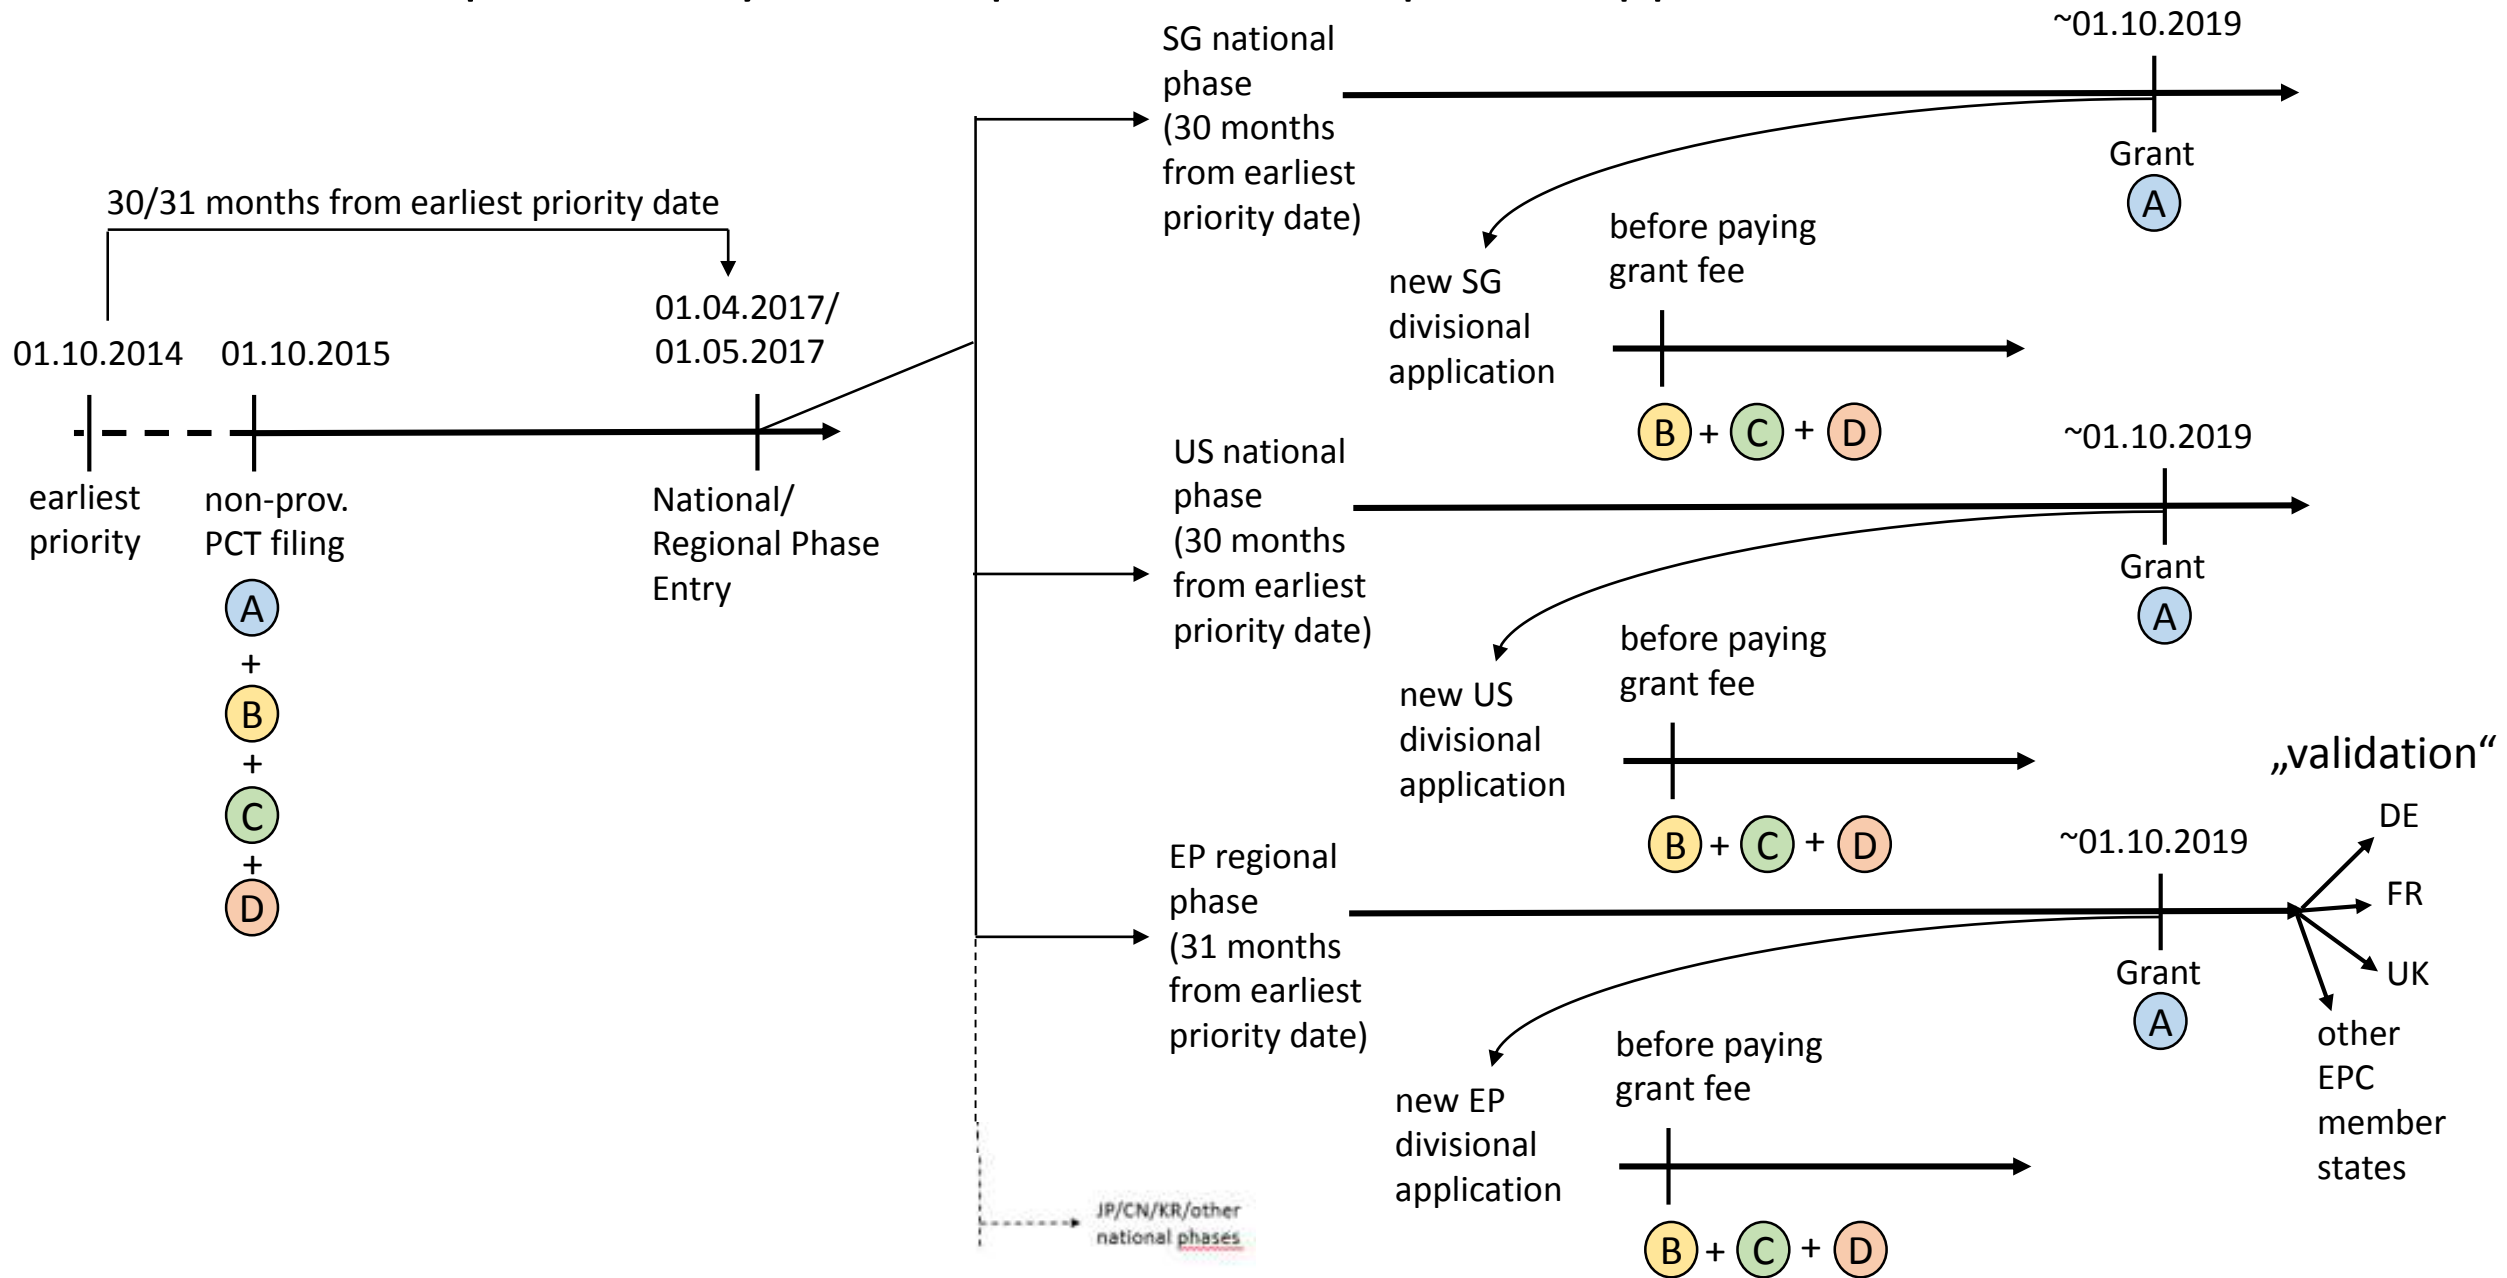 30/31 months from earliest priority date
01.10.2014
01.10.2015
01.04.2017/
01.05.2017
earliest
priority
non-prov.
PCT filing
A
+
B
+
C
+
D
National/
Regional Phase
Entry
SG national
phase
(30 months
from earliest
priority date)
~01.10.2019
Grant
A
new SG
divisional
application
before paying
grant fee
B + C + D
US national
phase
(30 months
from earliest
priority date)
~01.10.2019
Grant
A
new US
divisional
application
before paying
grant fee
B + C + D
EP regional
phase
(31 months
from earliest
priority date)
~01.10.2019
Grant
A
new EP
divisional
application
before paying
grant fee
B + C + D
„validation“
DE
FR
UK
other
EPC
member
states
JP/CN/KR/other
national phases